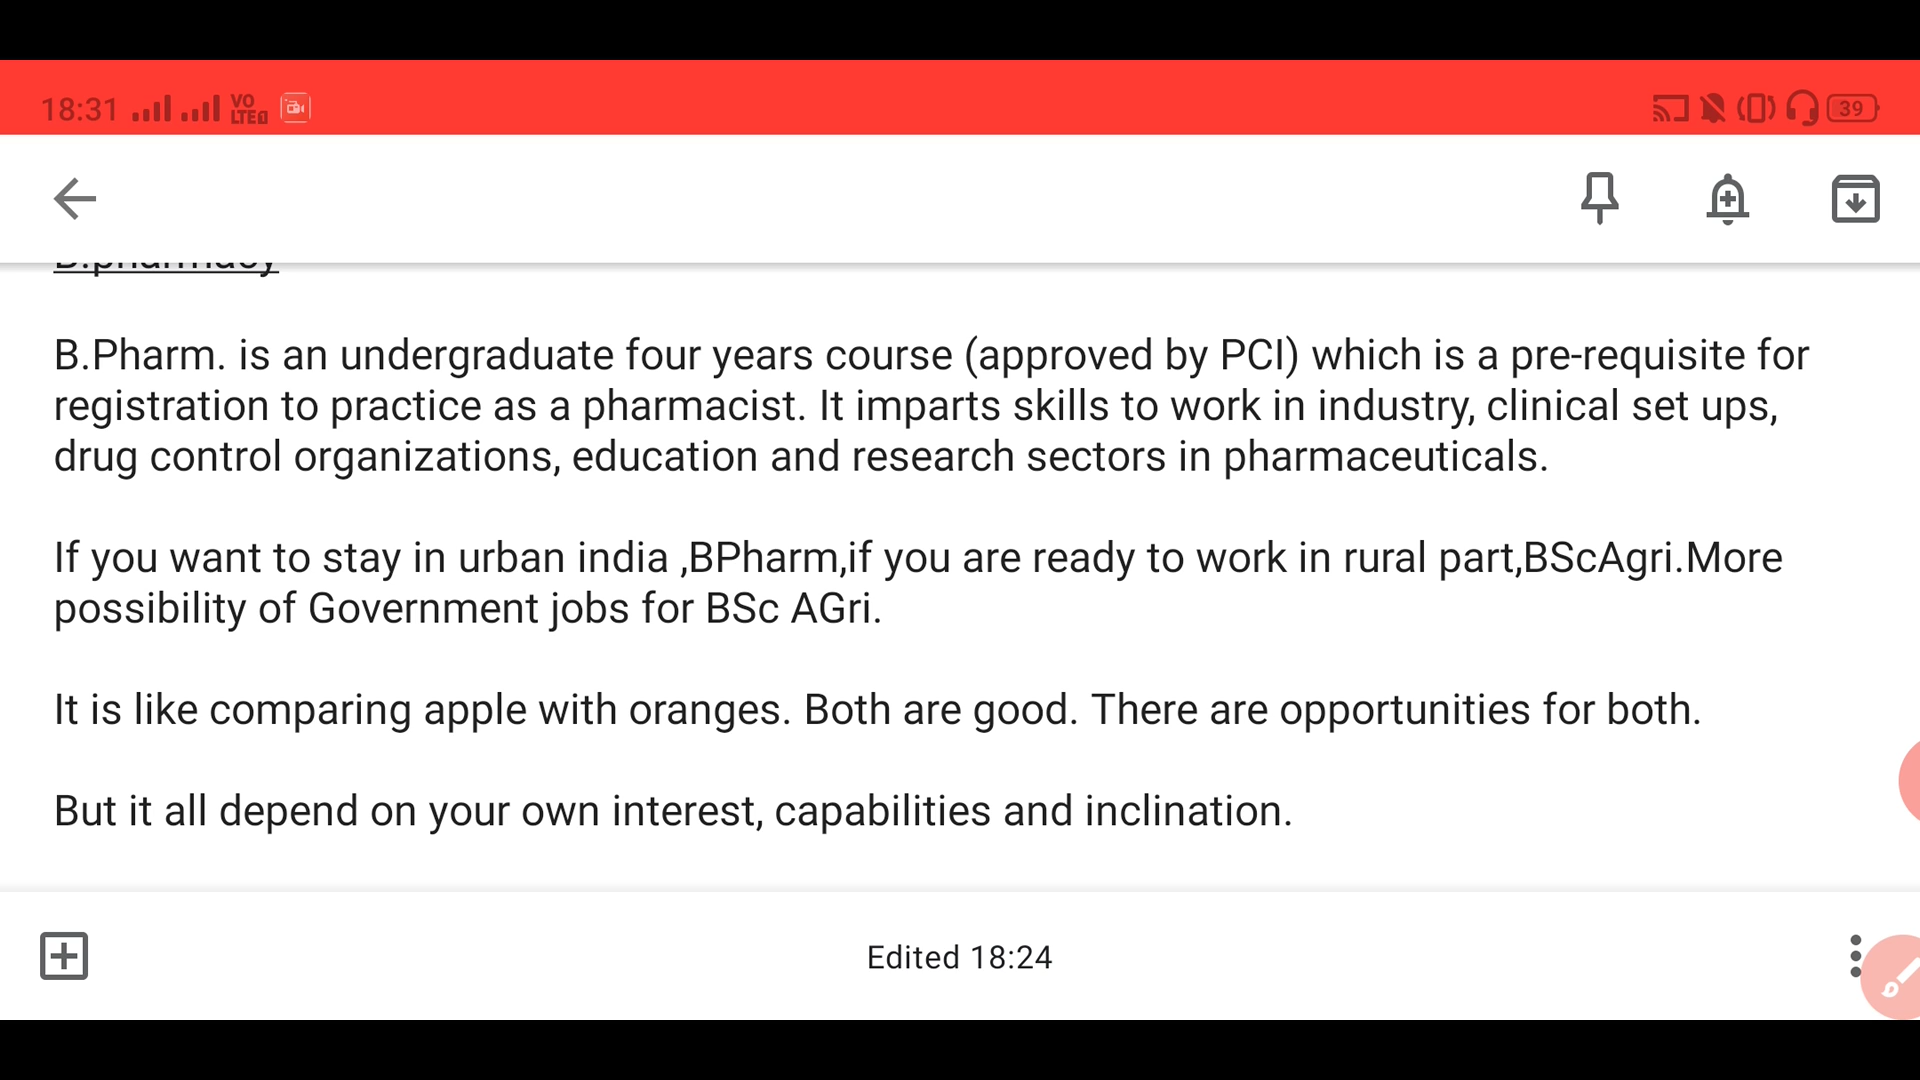 18:31 VO LTE 39
B.pharmacy
B.Pharm. is an undergraduate four years course (approved by PCI) which is a pre-requisite for
registration to practice as a pharmacist. It imparts skills to work in industry, clinical set ups,
drug control organizations, education and research sectors in pharmaceuticals.
If you want to stay in urban india ,BPharm,if you are ready to work in rural part,BScAgri.More
possibility of Government jobs for BSc AGri.
It is like comparing apple with oranges. Both are good. There are opportunities for both.
But it all depend on your own interest, capabilities and inclination.
Edited 18:24